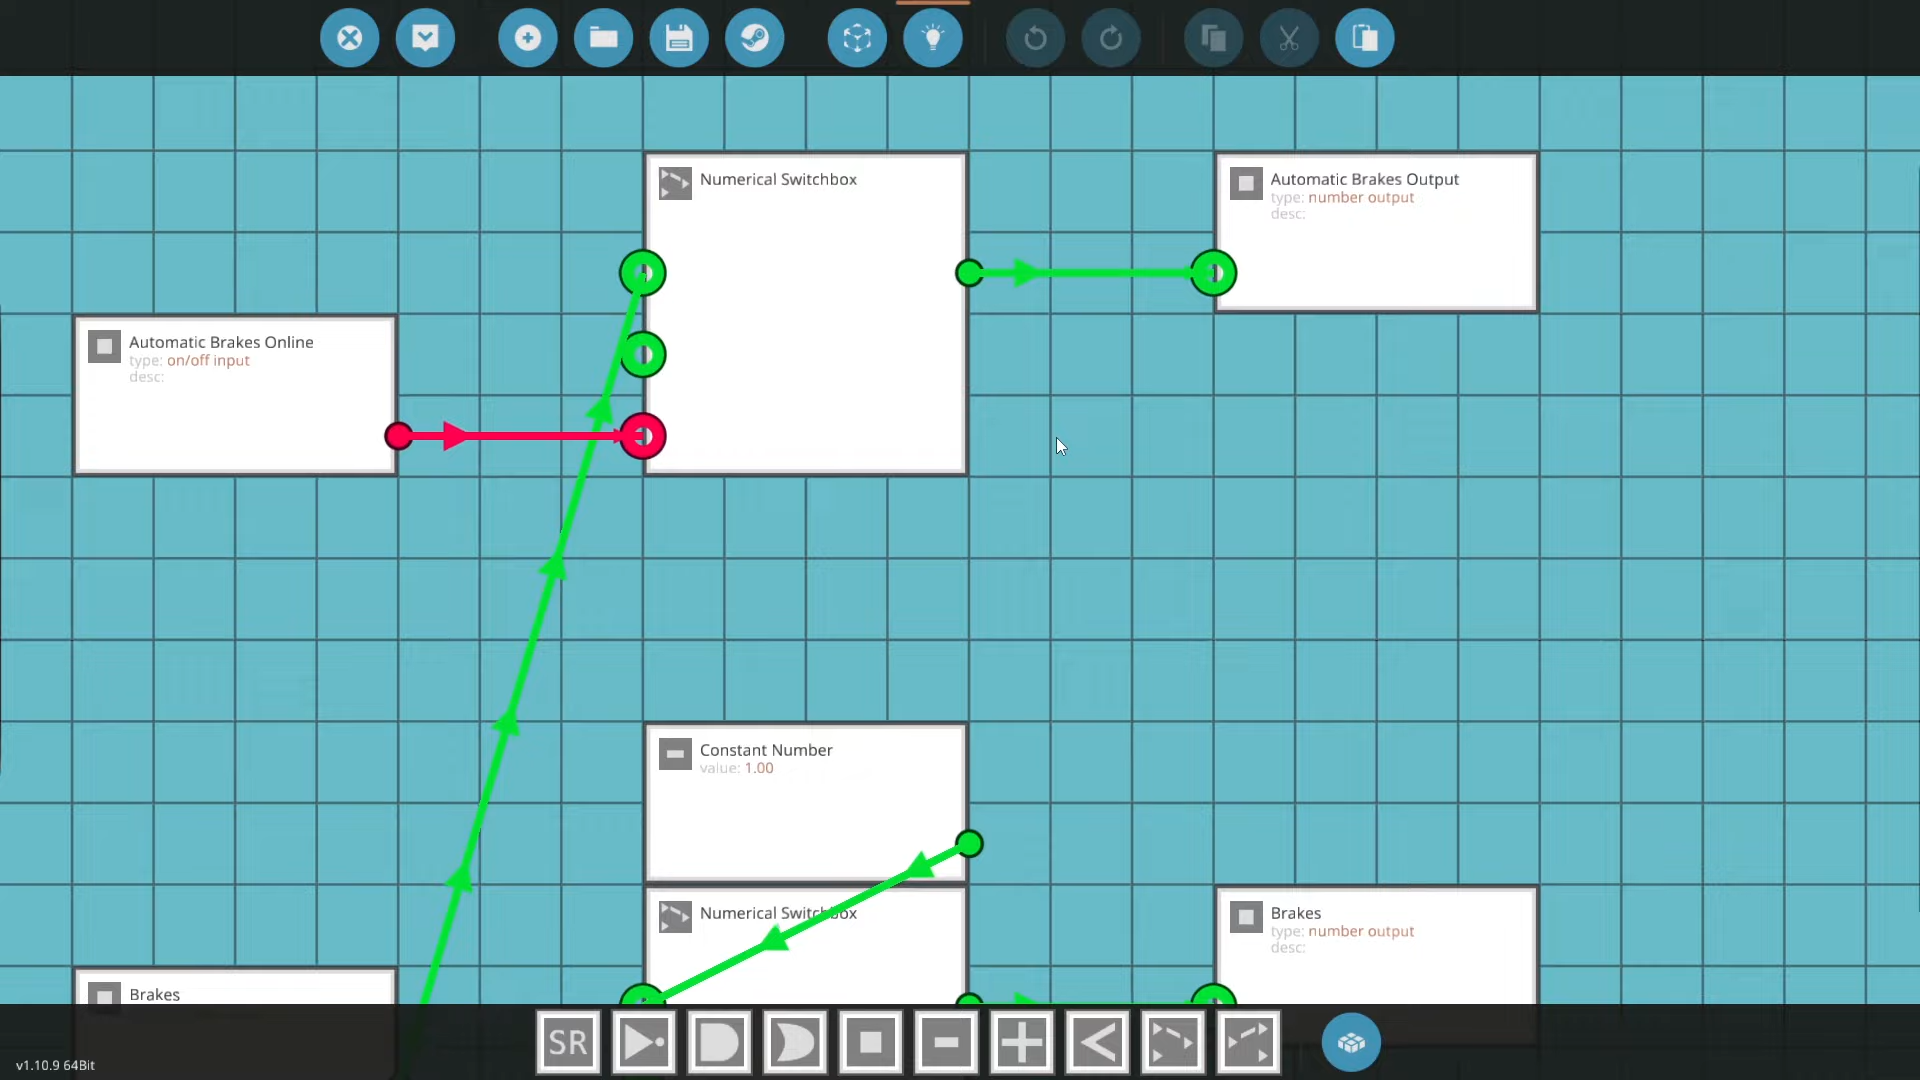 Numerical Switchbox
Automatic Brakes Output
type: number output
desc:
Automatic Brakes Online
type: on/off input
desc:
Constant Number
value: 1.00
Numerical Switchbox
Brakes
type: number output
desc:
Brakes
SR
v1.10.9 64Bit